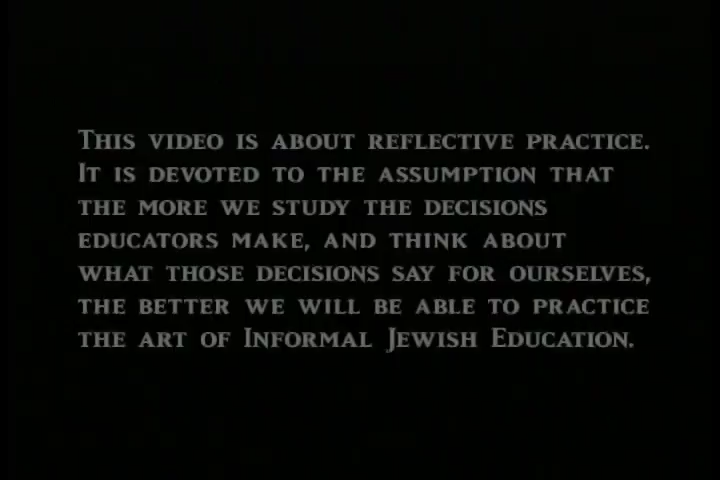 This video is about reflective practice.
It is devoted to the assumption that
the more we study the decisions
educators make, and think about
what those decisions say for ourselves,
the better we will be able to practice
the art of Informal Jewish Education.